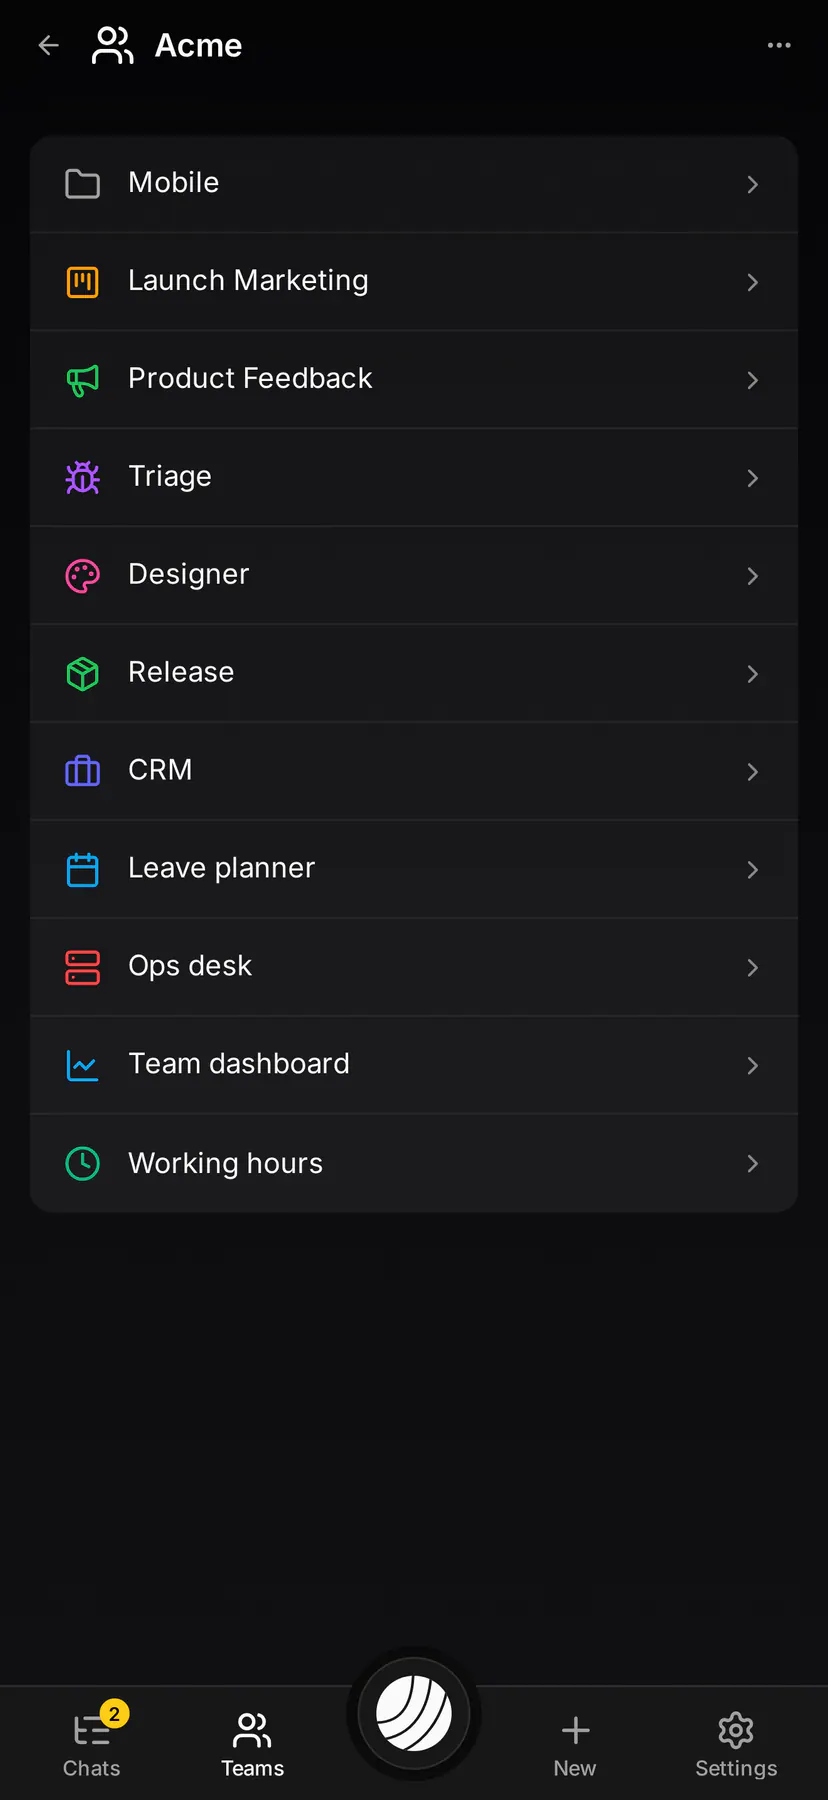 Acme
Mobile
Launch Marketing
Product Feedback
Triage
Designer
Release
CRM
Leave planner
Ops desk
Team dashboard
Working hours
2
Chats
Teams
New
Settings